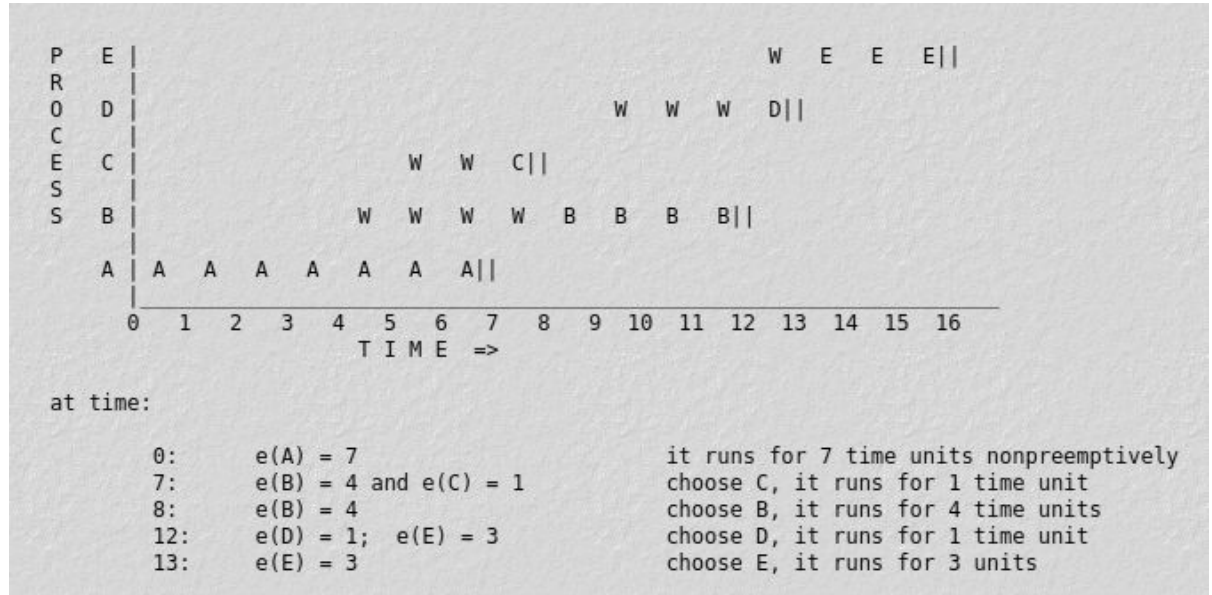 P   E |                                                 W   E   E   E||
R     |
O   D |                                     W   W   W   D||
C     |
E   C |                     W   W   C||
S     |
S   B |                 W   W   W   W   B   B   B   B||
      |
    A | A   A   A   A   A   A   A||
      |___________________________________________________________________
      0   1   2   3   4   5   6   7   8   9  10  11  12  13  14  15  16
                        T I M E  =>
at time:
        0:      e(A) = 7                        it runs for 7 time units nonpreemptively
        7:      e(B) = 4 and e(C) = 1           choose C, it runs for 1 time unit
        8:      e(B) = 4                        choose B, it runs for 4 time units
        12:     e(D) = 1;  e(E) = 3             choose D, it runs for 1 time unit
        13:     e(E) = 3                        choose E, it runs for 3 units